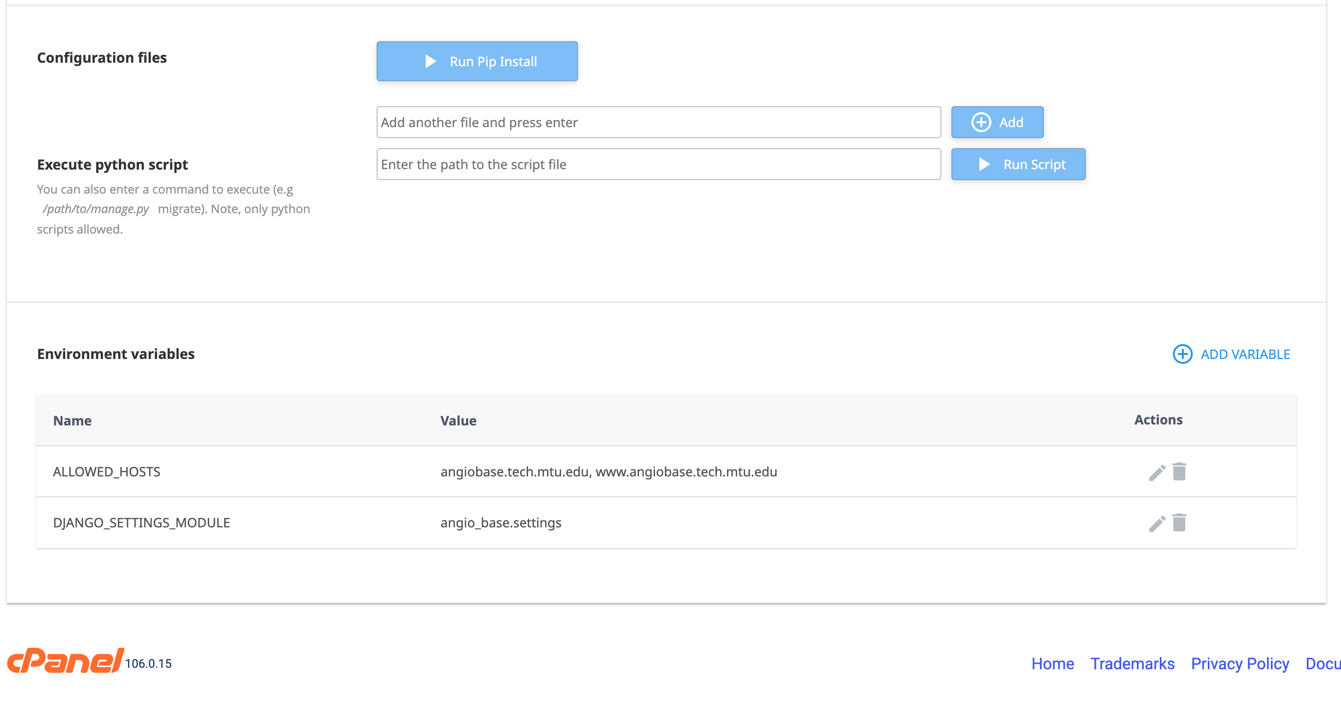 Configuration files
Run Pip Install
Add another file and press enter
Add
Execute python script
Enter the path to the script file
Run Script
You can also enter a command to execute (e.g
/path/to/manage.py migrate). Note, only python
scripts allowed.
Environment variables
ADD VARIABLE
Name Value Actions
ALLOWED_HOSTS angiobase.tech.mtu.edu, www.angiobase.tech.mtu.edu
DJANGO_SETTINGS_MODULE angio_base.settings
cPanel 106.0.15
Home Trademarks Privacy Policy Docu